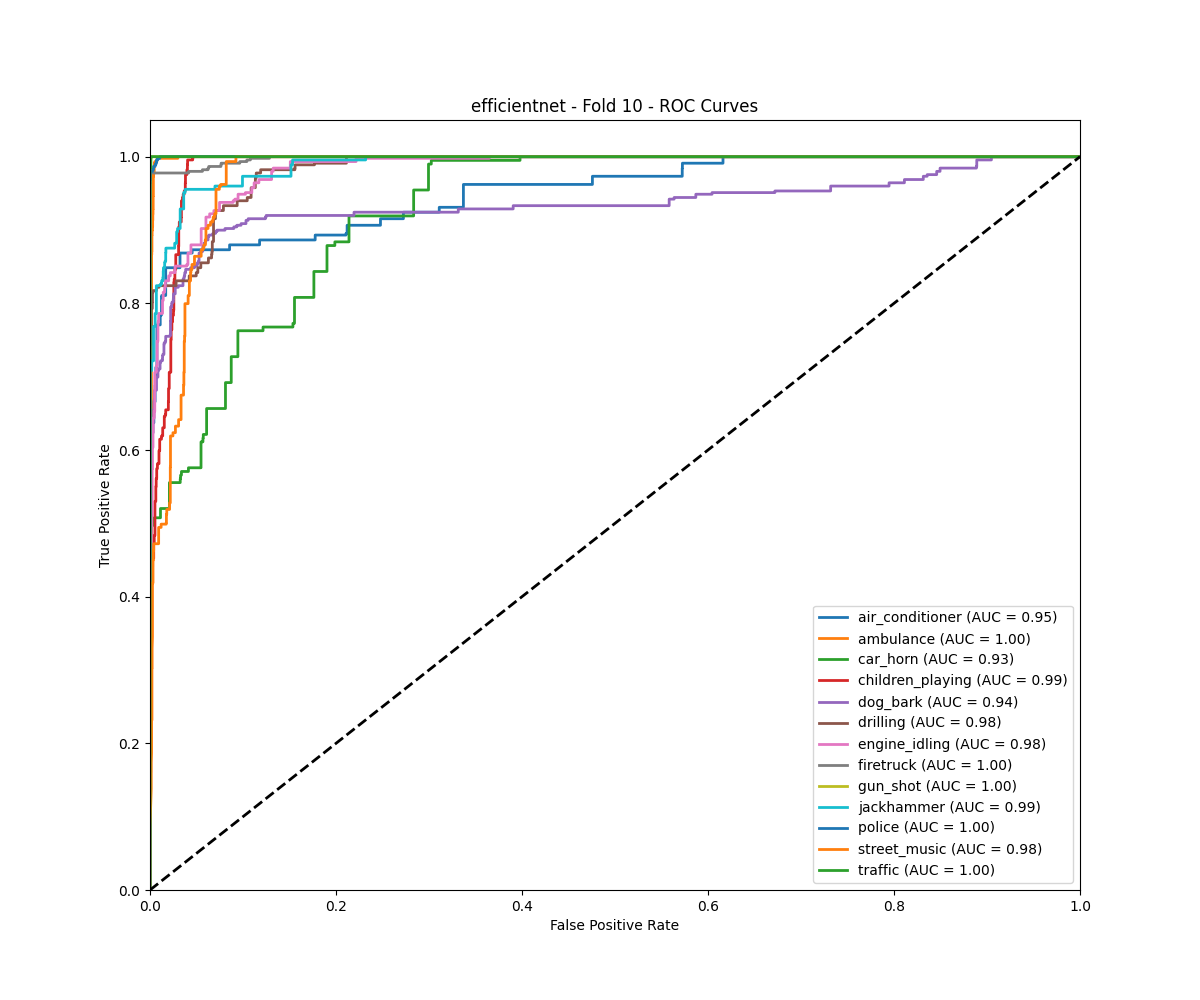 efficientnet - Fold 10 - ROC Curves
True Positive Rate
1.0
0.8
0.6
0.4
0.2
0.0
air_conditioner (AUC = 0.95)
ambulance (AUC = 1.00)
car_horn (AUC = 0.93)
children_playing (AUC = 0.99)
dog_bark (AUC = 0.94)
drilling (AUC = 0.98)
engine_idling (AUC = 0.98)
firetruck (AUC = 1.00)
gun_shot (AUC = 1.00)
jackhammer (AUC = 0.99)
police (AUC = 1.00)
street_music (AUC = 0.98)
traffic (AUC = 1.00)
0.0 0.2 0.4 0.6 0.8 1.0
False Positive Rate